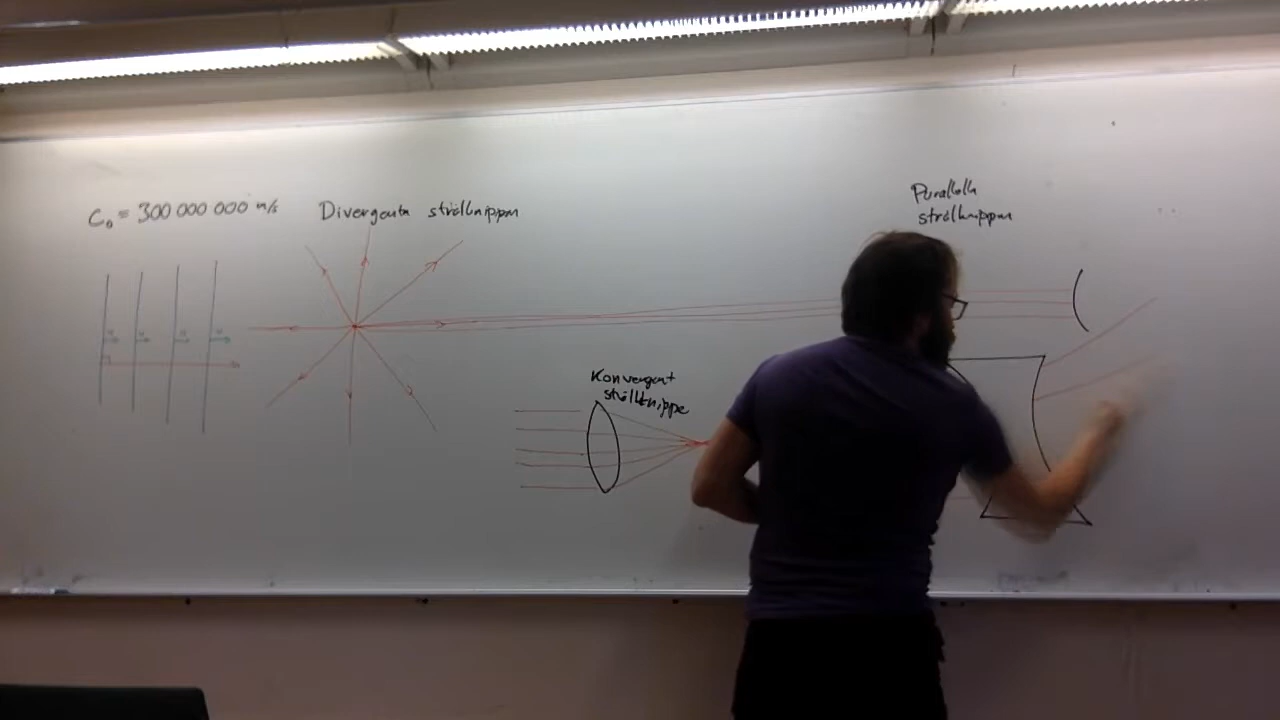 C₀ = 300 000 000 m/s
Divergenta strålknippen
Parallella
strålknippen
Konvergent
strålknippe